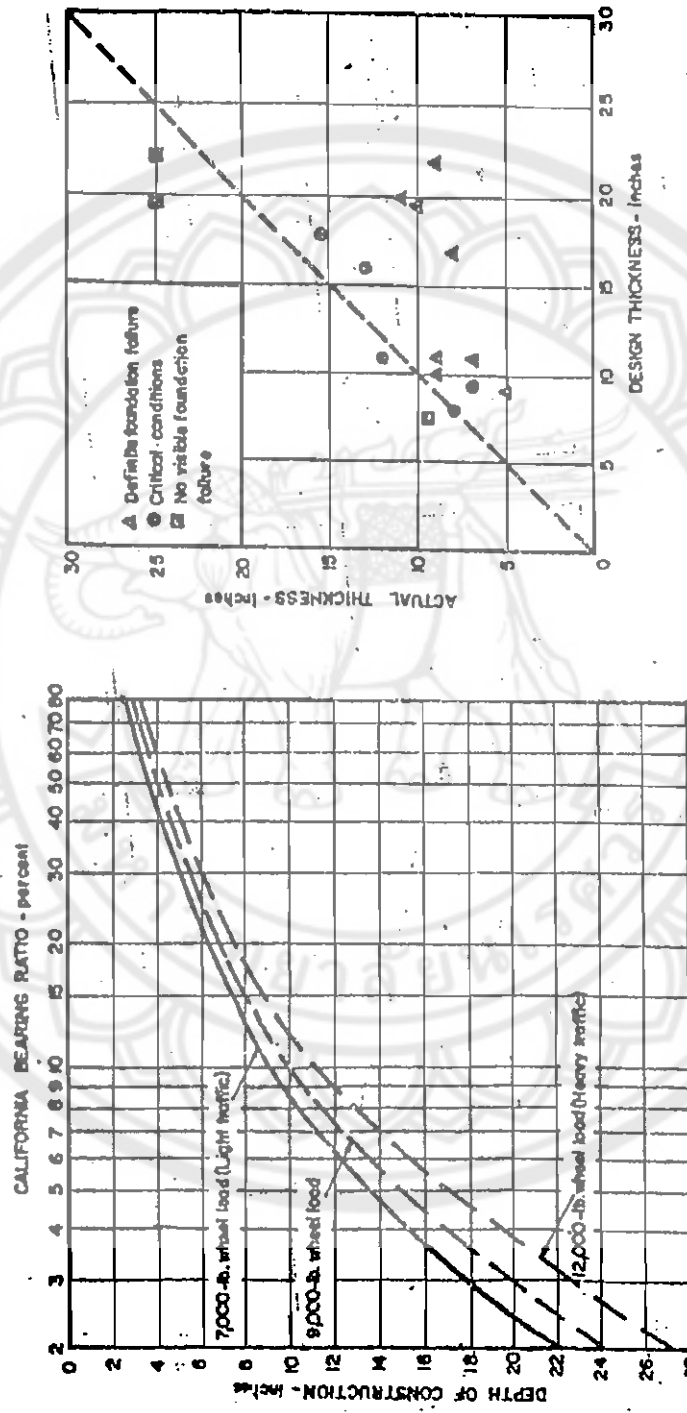 CALIFORNIA BEARING RATIO - percent
2 3 4 5 6 7 8 9 10 15 20 30 40 50 60 70 80
DEPTH OF CONSTRUCTION - inches
0
2
4
6
8
10
12
14
16
18
20
22
24
26
28
7,000-lb. wheel load (Light traffic)
9,000-lb. wheel load
12,000-lb. wheel load (Heavy traffic)
ACTUAL THICKNESS - inches
30
25
20
15
10
5
0
Definite foundation failure
Critical conditions
No visible foundation
failure
5 10 15 20 25 30
DESIGN THICKNESS - inches